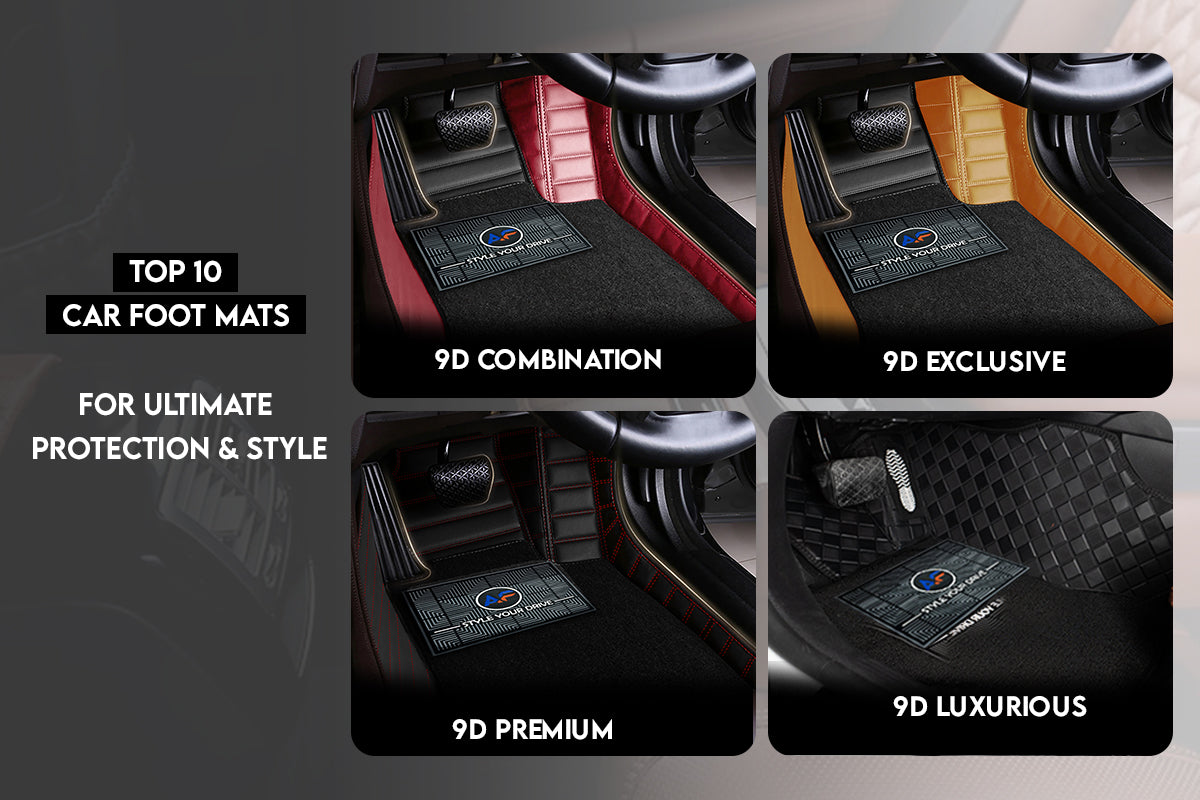 TOP 10
CAR FOOT MATS
FOR ULTIMATE
PROTECTION & STYLE
STYLE YOUR DRIVE
9D COMBINATION
STYLE YOUR DRIVE
9D EXCLUSIVE
STYLE YOUR DRIVE
9D PREMIUM
STYLE YOUR DRIVE
9D LUXURIOUS